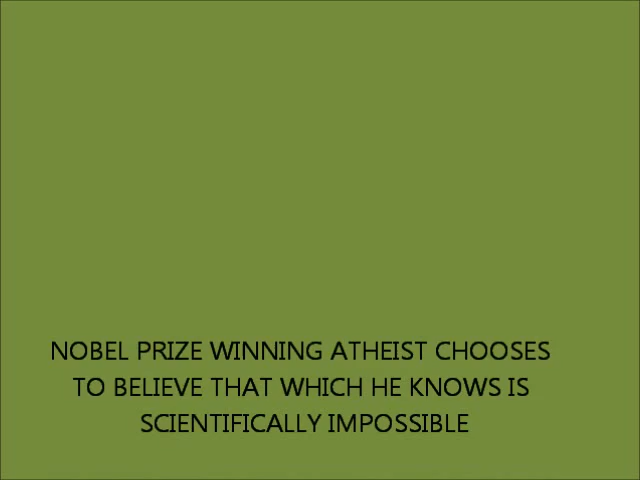 NOBEL PRIZE WINNING ATHEIST CHOOSES
TO BELIEVE THAT WHICH HE KNOWS IS
SCIENTIFICALLY IMPOSSIBLE